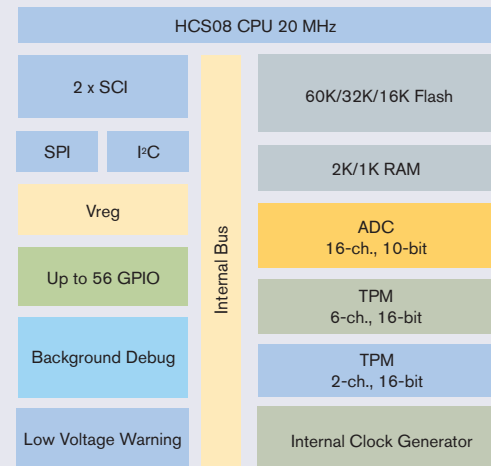 HCS08 CPU 20 MHz
2 x SCI
SPI
I²C
Vreg
Up to 56 GPIO
Background Debug
Low Voltage Warning
Internal Bus
60K/32K/16K Flash
2K/1K RAM
ADC
16-ch., 10-bit
TPM
6-ch., 16-bit
TPM
2-ch., 16-bit
Internal Clock Generator